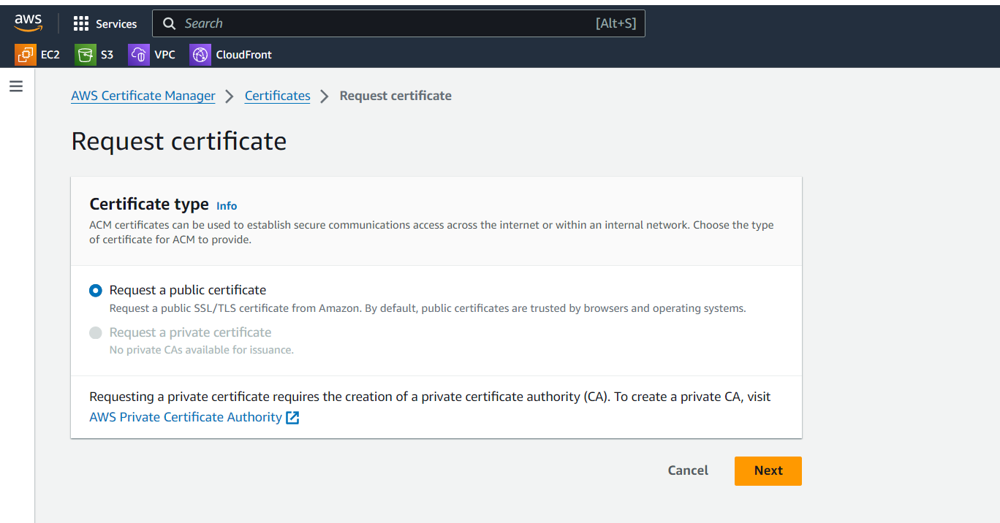 aws
Services
Search
[Alt+S]
EC2
S3
VPC
CloudFront
AWS Certificate Manager
Certificates
Request certificate
Request certificate
Certificate type Info
ACM certificates can be used to establish secure communications access across the internet or within an internal network. Choose the type
of certificate for ACM to provide.
Request a public certificate
Request a public SSL/TLS certificate from Amazon. By default, public certificates are trusted by browsers and operating systems.
Request a private certificate
No private CAs available for issuance.
Requesting a private certificate requires the creation of a private certificate authority (CA). To create a private CA, visit
AWS Private Certificate Authority
Cancel
Next